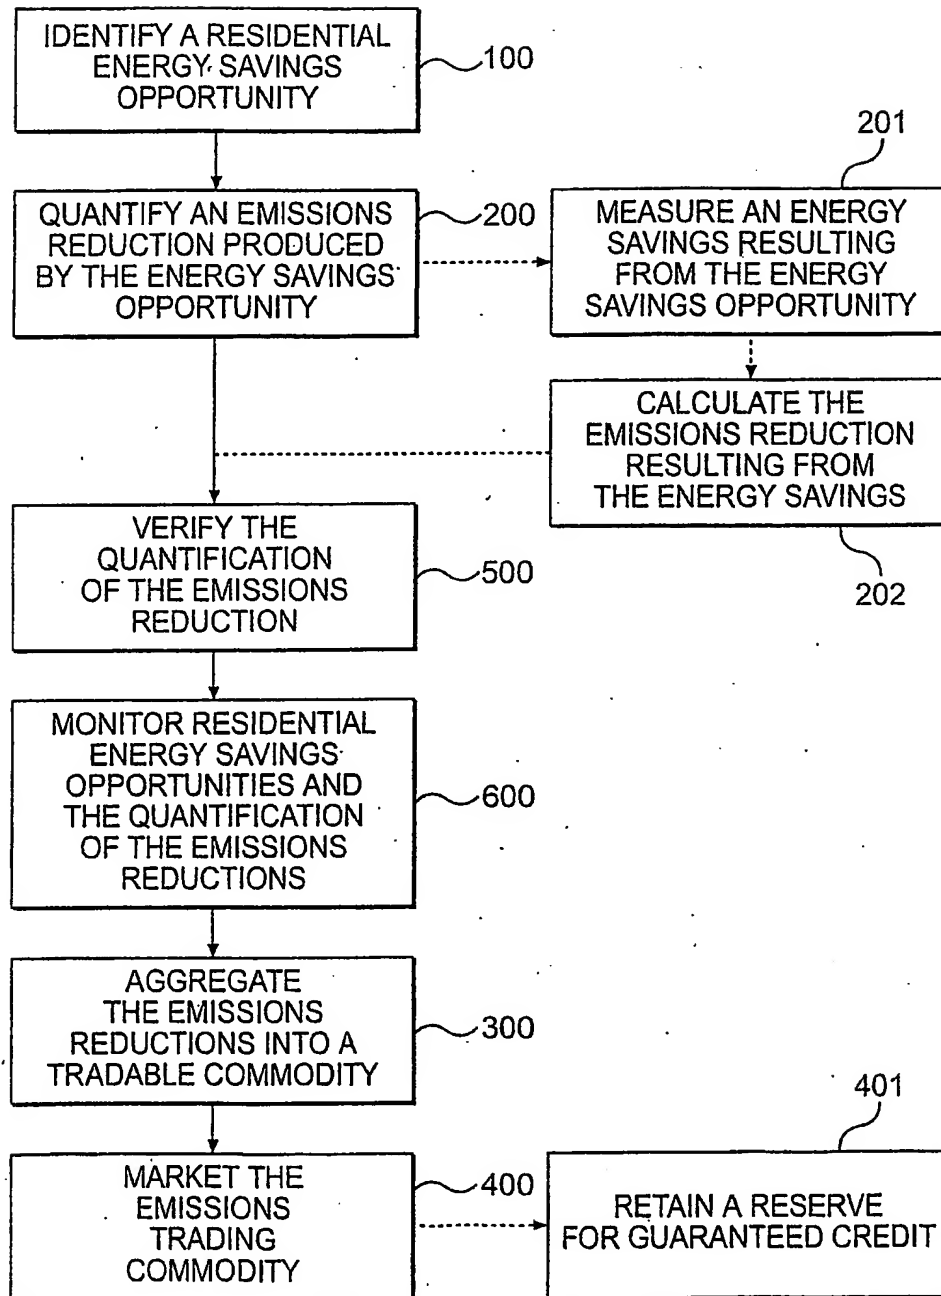 IDENTIFY A RESIDENTIAL
ENERGY SAVINGS
OPPORTUNITY
100
QUANTIFY AN EMISSIONS
REDUCTION PRODUCED
BY THE ENERGY SAVINGS
OPPORTUNITY
200
201
MEASURE AN ENERGY
SAVINGS RESULTING
FROM THE ENERGY
SAVINGS OPPORTUNITY
CALCULATE THE
EMISSIONS REDUCTION
RESULTING FROM
THE ENERGY SAVINGS
202
VERIFY THE
QUANTIFICATION
OF THE EMISSIONS
REDUCTION
500
MONITOR RESIDENTIAL
ENERGY SAVINGS
OPPORTUNITIES AND
THE QUANTIFICATION
OF THE EMISSIONS
REDUCTIONS
600
AGGREGATE
THE EMISSIONS
REDUCTIONS INTO A
TRADABLE COMMODITY
300
MARKET THE
EMISSIONS
TRADING
COMMODITY
400
401
RETAIN A RESERVE
FOR GUARANTEED CREDIT